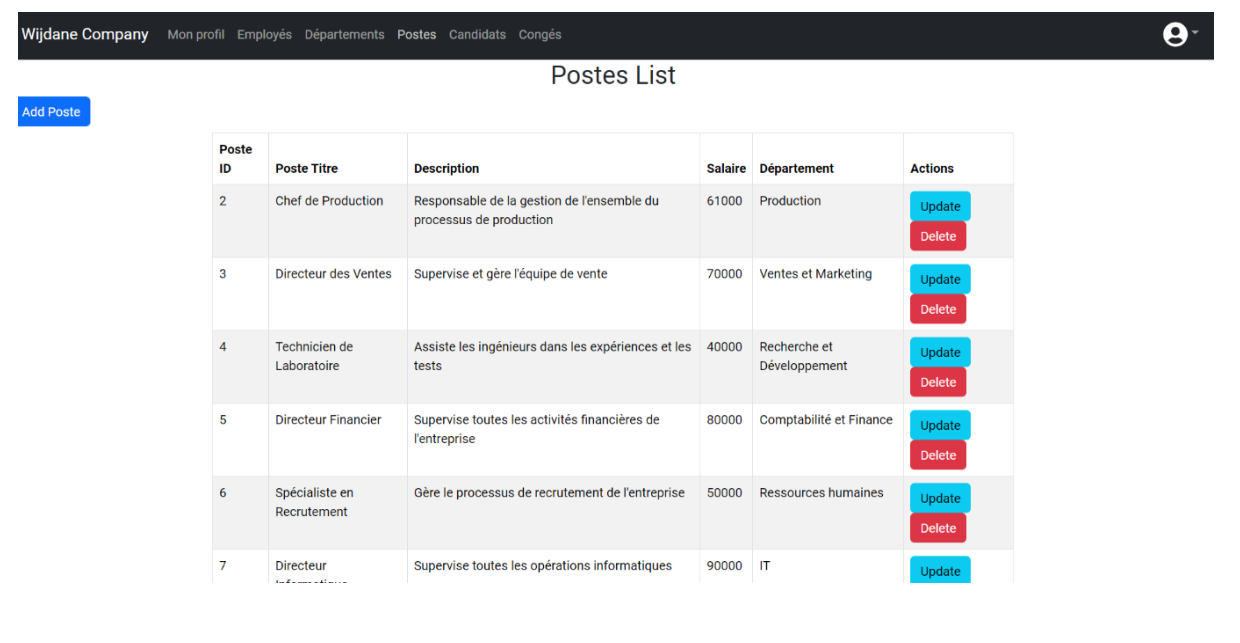 Wijdane Company Mon profil Employés Départements Postes Candidats Congés
Postes List
Add Poste
Poste
ID Poste Titre Description Salaire Département Actions
2 Chef de Production Responsable de la gestion de l'ensemble du 61000 Production Update
processus de production
Delete
3 Directeur des Ventes Supervise et gère l'équipe de vente 70000 Ventes et Marketing Update
Delete
4 Technicien de Assiste les ingénieurs dans les expériences et les 40000 Recherche et Update
Laboratoire tests Développement
Delete
5 Directeur Financier Supervise toutes les activités financières de 80000 Comptabilité et Finance Update
l'entreprise
Delete
6 Spécialiste en Gère le processus de recrutement de l'entreprise 50000 Ressources humaines Update
Recrutement
Delete
7 Directeur Supervise toutes les opérations informatiques 90000 IT Update